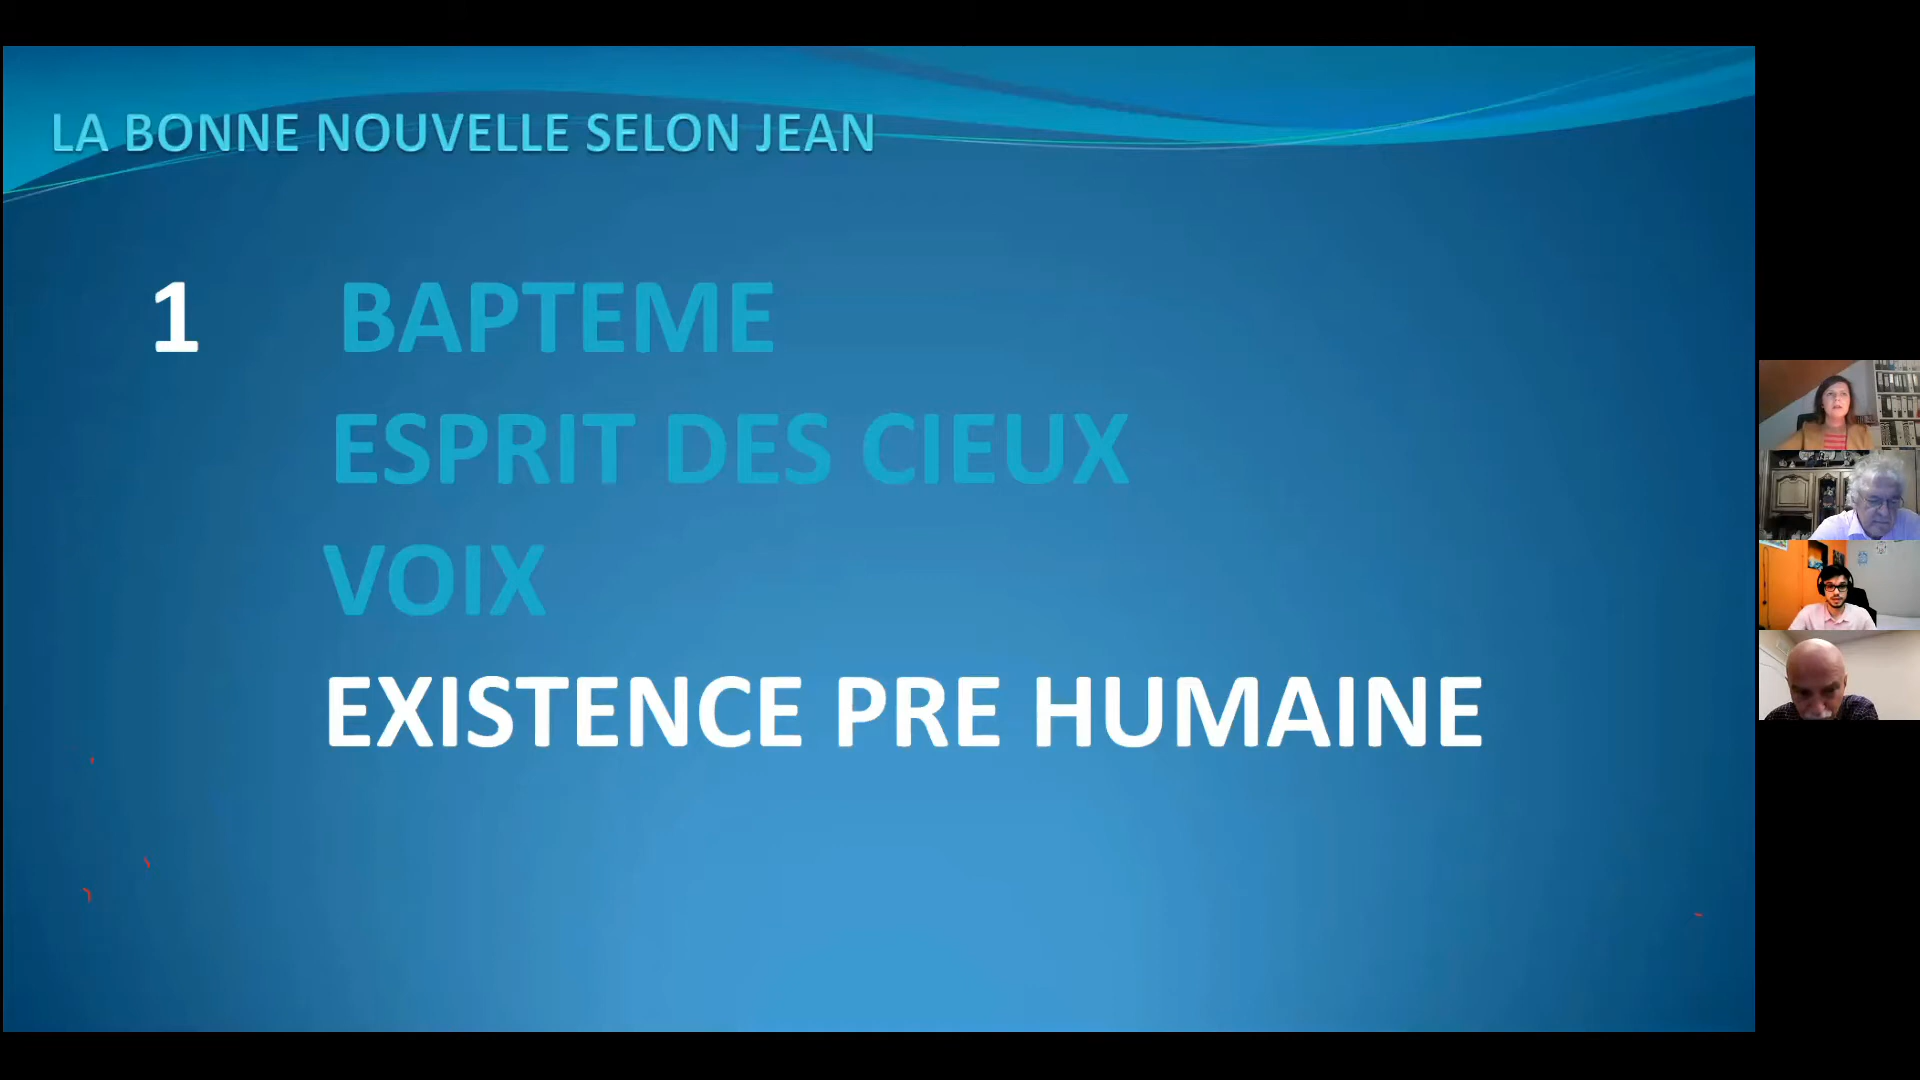 LA BONNE NOUVELLE SELON JEAN
1 BAPTEME
ESPRIT DES CIEUX
VOIX
EXISTENCE PRE HUMAINE